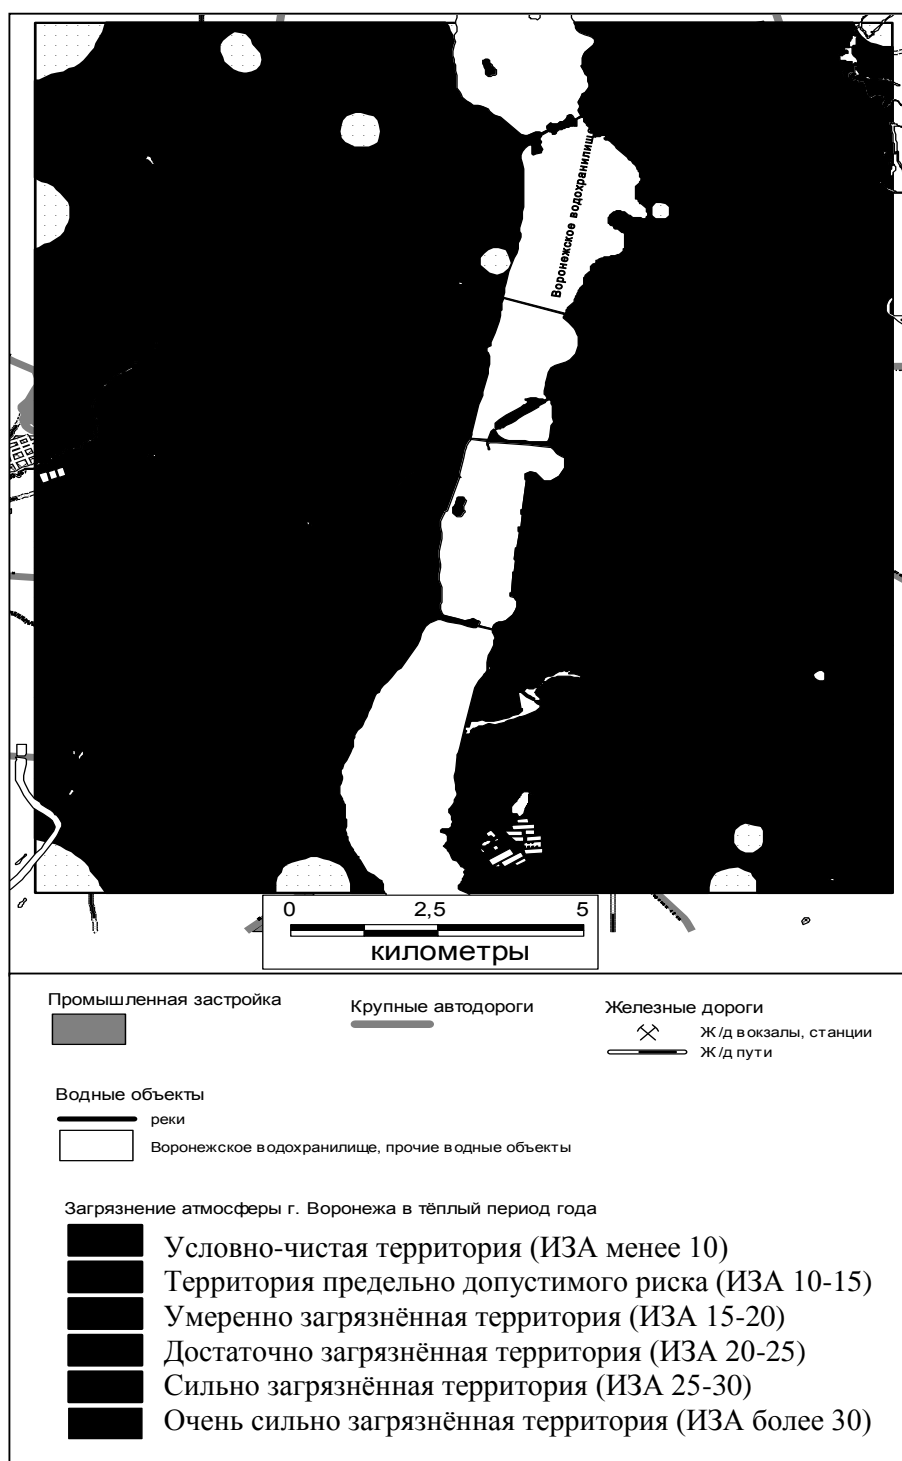 Воронежское водохранилищ
0 2,5 5
километры
Промышленная застройка
Крупные автодороги
Железные дороги
Ж/д вокзалы, станции
Ж/д пути
Водные объекты
реки
Воронежское водохранилище, прочие водные объекты
Загрязнение атмосферы г. Воронежа в тёплый период года
Условно-чистая территория (ИЗА менее 10)
Территория предельно допустимого риска (ИЗА 10-15)
Умеренно загрязнённая территория (ИЗА 15-20)
Достаточно загрязнённая территория (ИЗА 20-25)
Сильно загрязнённая территория (ИЗА 25-30)
Очень сильно загрязнённая территория (ИЗА более 30)